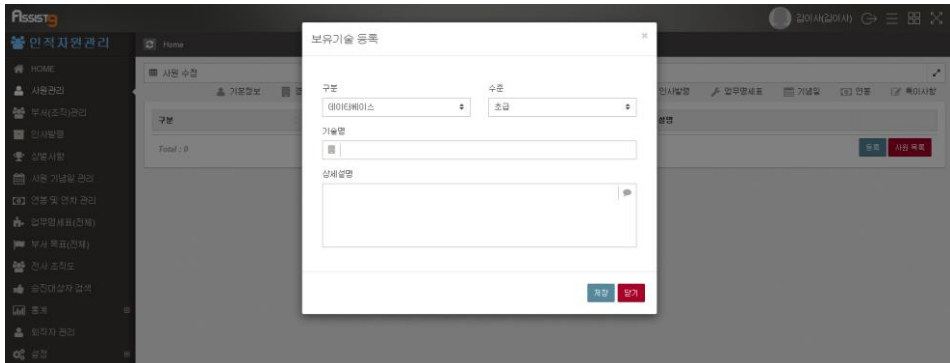 Assist9
김이사(김이사)
인적자원관리
Home
HOME
사원관리
부서(조직)관리
인사발령
상벌사항
사원 기념일 관리
연봉 및 연차 관리
업무명세표(전체)
부서 목표(전체)
전사 조직도
승진대상자 검색
통계
퇴직자 관리
설정
사원 수정
기본정보
인사발령
업무명세표
기념일
연봉
특이사항
구분
설명
Total : 0
등록
사원 목록
보유기술 등록
×
구분
수준
데이터베이스
초급
기술명
상세설명
저장
닫기